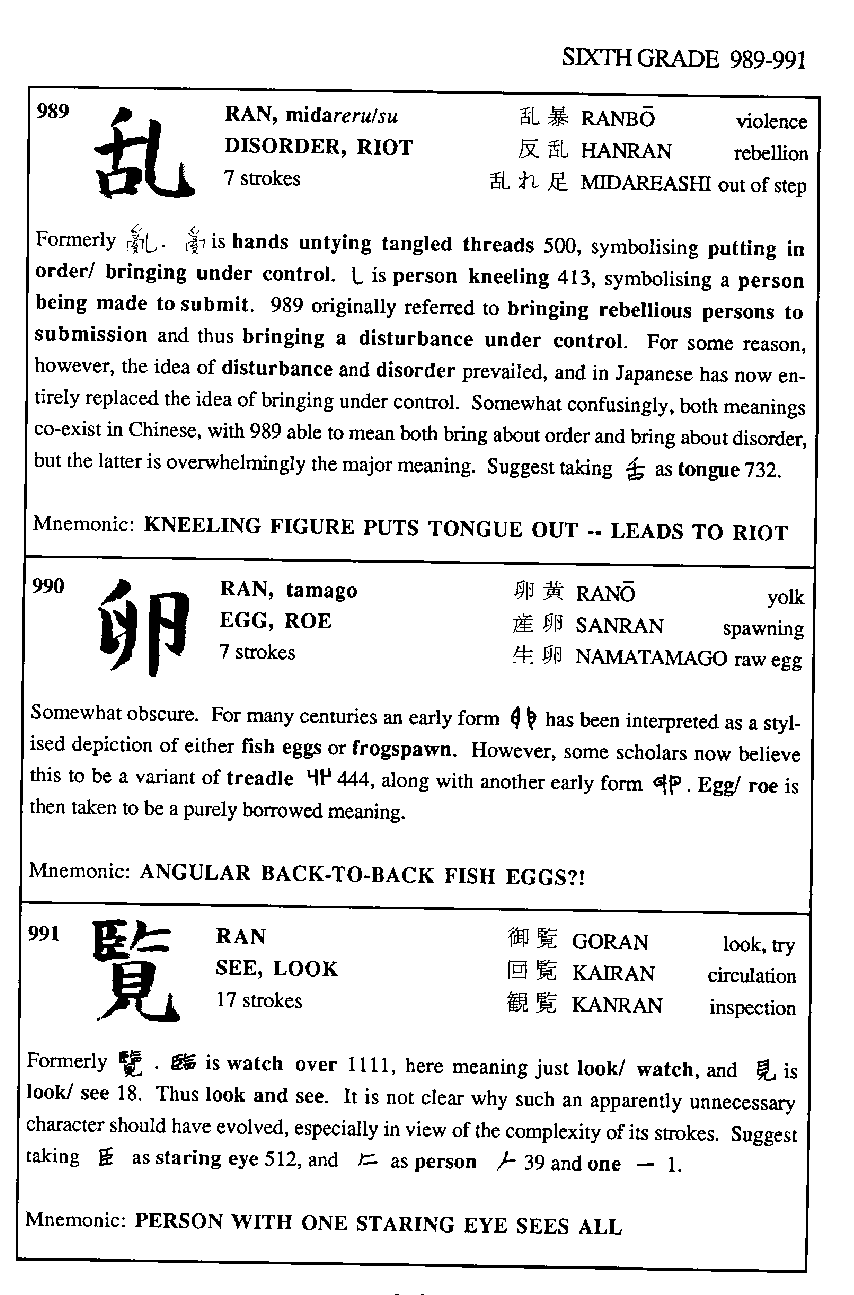 SIXTH GRADE 989-991
989 乱 RAN, midareru/su 乱暴 RANBŌ violence
DISORDER, RIOT 反乱 HANRAN rebellion
7 strokes 乱れ足 MIDAREASHI out of step
Formerly 亂. 𤔔 is hands untying tangled threads 500, symbolising putting in
order/ bringing under control. 乚 is person kneeling 413, symbolising a person
being made to submit. 989 originally referred to bringing rebellious persons to
submission and thus bringing a disturbance under control. For some reason,
however, the idea of disturbance and disorder prevailed, and in Japanese has now en-
tirely replaced the idea of bringing under control. Somewhat confusingly, both meanings
co-exist in Chinese, with 989 able to mean both bring about order and bring about disorder,
but the latter is overwhelmingly the major meaning. Suggest taking 舌 as tongue 732.
Mnemonic: KNEELING FIGURE PUTS TONGUE OUT -- LEADS TO RIOT
990 卵 RAN, tamago 卵黄 RANŌ yolk
EGG, ROE 産卵 SANRAN spawning
7 strokes 生卵 NAMATAMAGO raw egg
Somewhat obscure. For many centuries an early form has been interpreted as a styl-
ised depiction of either fish eggs or frogspawn. However, some scholars now believe
this to be a variant of treadle 444, along with another early form . Egg/ roe is
then taken to be a purely borrowed meaning.
Mnemonic: ANGULAR BACK-TO-BACK FISH EGGS?!
991 覧 RAN 御覧 GORAN look, try
SEE, LOOK 回覧 KAIRAN circulation
17 strokes 観覧 KANRAN inspection
Formerly 覽. is watch over 1111, here meaning just look/ watch, and 見 is
look/ see 18. Thus look and see. It is not clear why such an apparently unnecessary
character should have evolved, especially in view of the complexity of its strokes. Suggest
taking 臣 as staring eye 512, and as person 𠂉 39 and one 一 1.
Mnemonic: PERSON WITH ONE STARING EYE SEES ALL